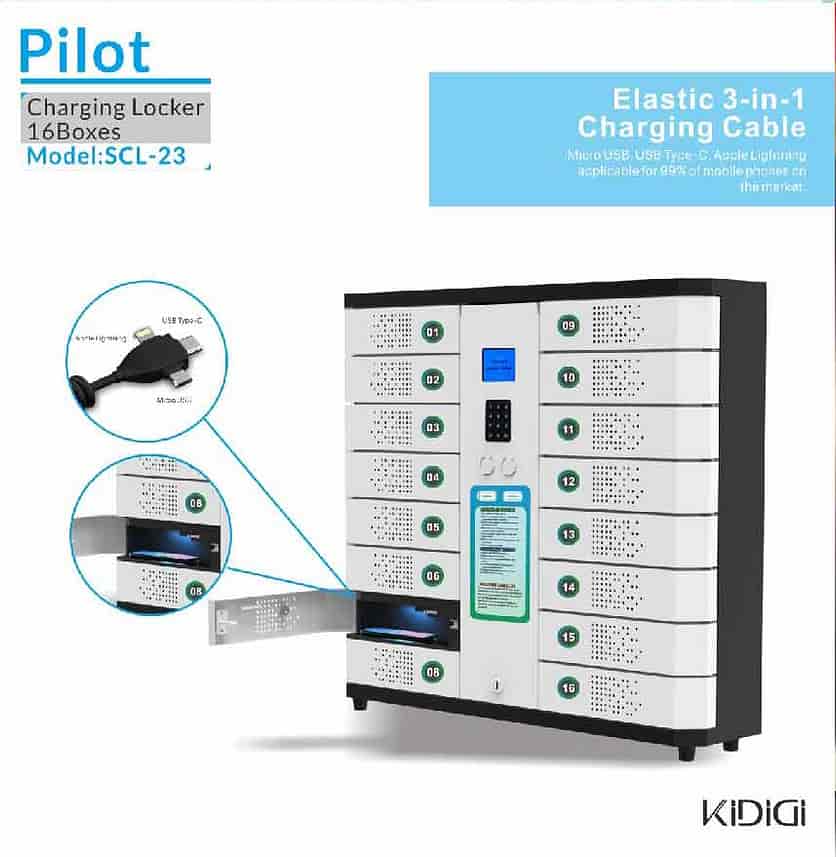 Pilot
Charging Locker
16Boxes
Model:SCL-23
Elastic 3-in-1
Charging Cable
Micro USB, USB Type-C, Apple Lightning
applicable for 99% of mobile phones on
the market.
USB Type-C
Apple Lightning
Micro USB
06
08
01
02
03
04
05
06
08
09
10
11
12
13
14
15
16
KiDiGi